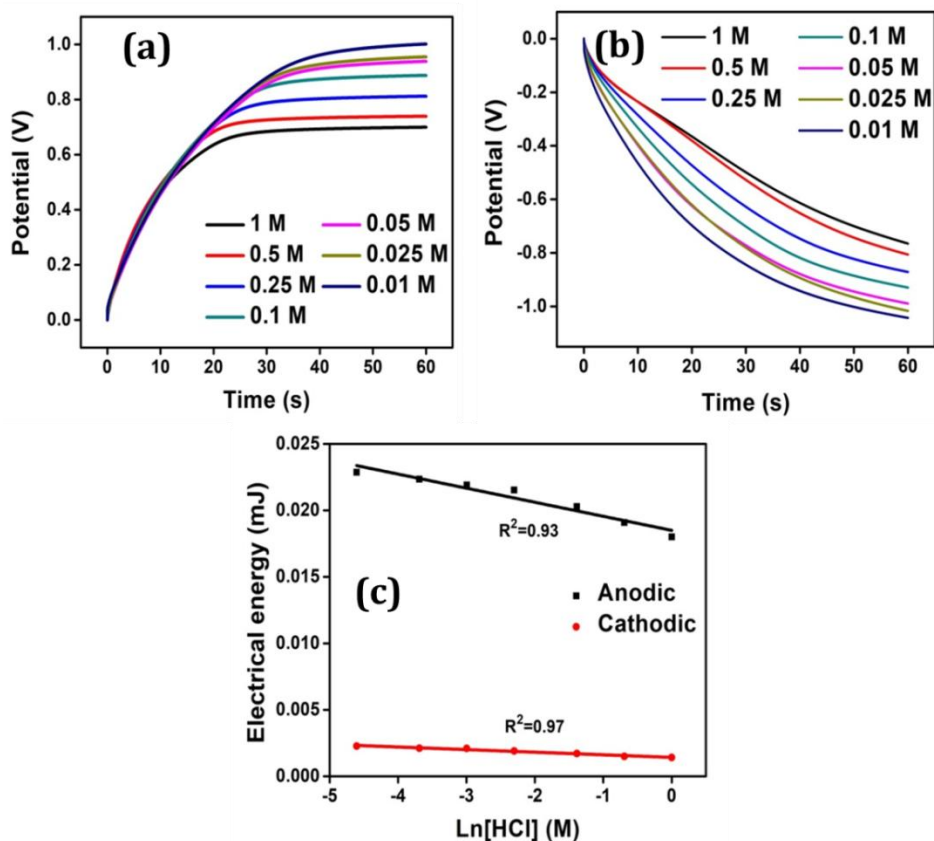 (a)
Potential (V)
1.0
0.8
0.6
0.4
0.2
0.0
1 M
0.5 M
0.25 M
0.1 M
0.05 M
0.025 M
0.01 M
0 10 20 30 40 50 60
Time (s)
(b)
Potential (V)
0.0
-0.2
-0.4
-0.6
-0.8
-1.0
1 M
0.5 M
0.25 M
0.1 M
0.05 M
0.025 M
0.01 M
0 10 20 30 40 50 60
Time (s)
(c)
Electrical energy (mJ)
0.025
0.020
0.015
0.010
0.005
0.000
R²=0.93
Anodic
Cathodic
R²=0.97
-5 -4 -3 -2 -1 0
Ln[HCl] (M)